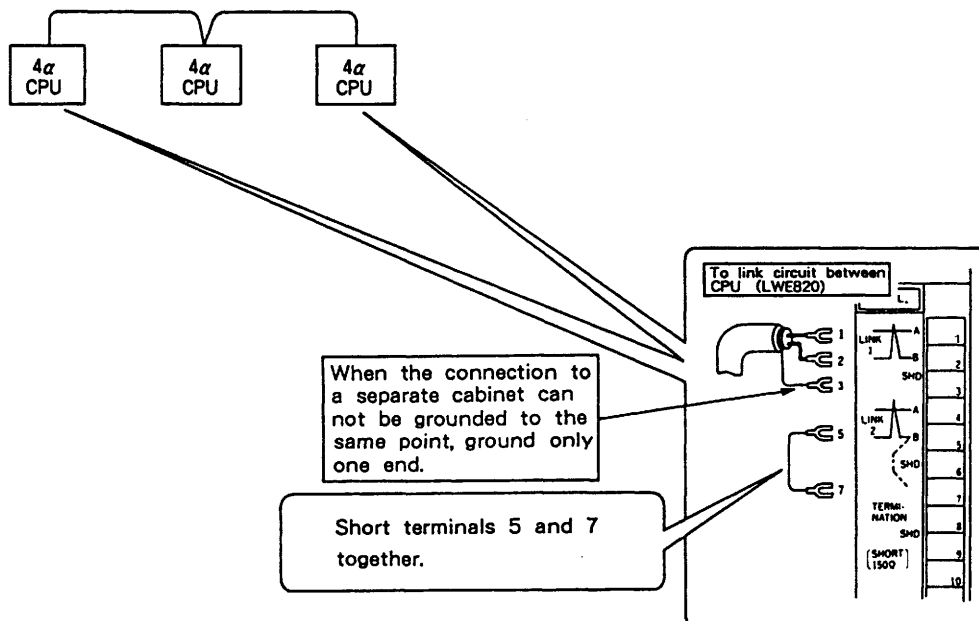 4α
CPU
4α
CPU
4α
CPU
To link circuit between
CPU (LWE820)
L.
1
2
3
5
7
LINK
1
A
B
SHD
LINK
2
A
B
SHD
TERMI-
NATION
SHD
[SHORT
150Ω]
1
2
3
4
5
6
7
8
9
10
When the connection to
a separate cabinet can
not be grounded to the
same point, ground only
one end.
Short terminals 5 and 7
together.